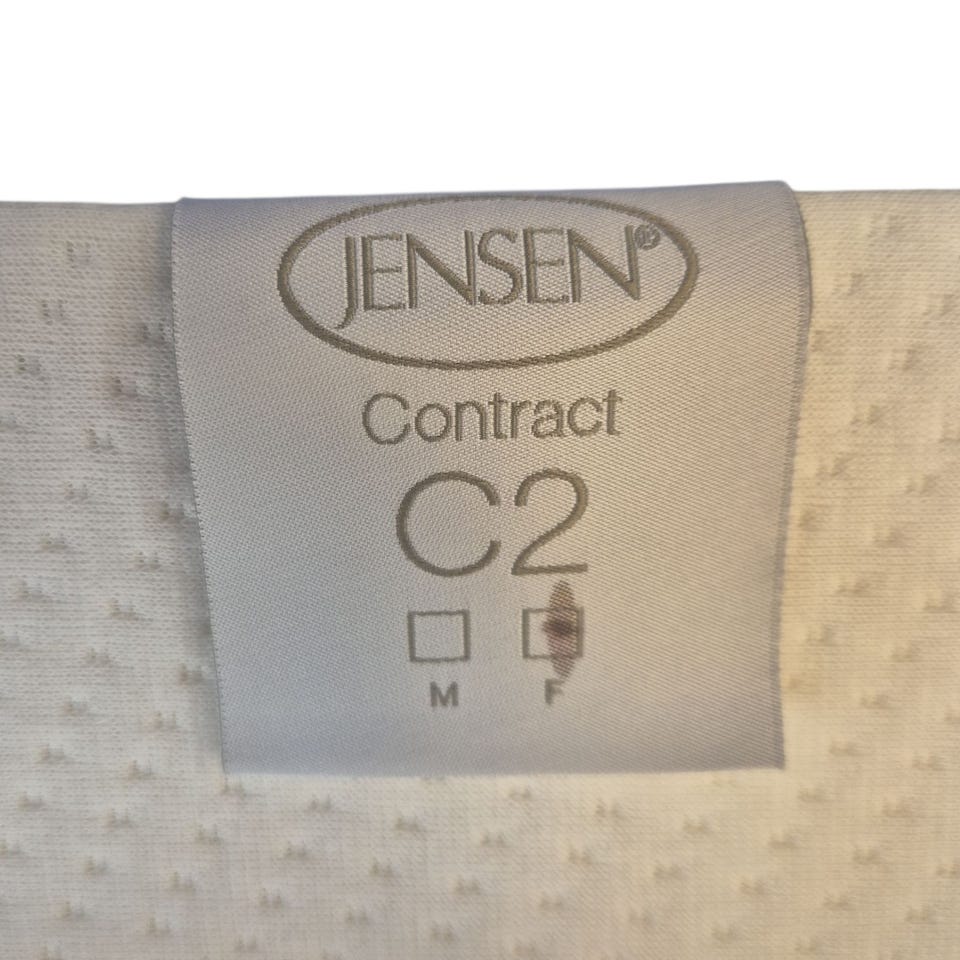 JENSEN®
Contract
C2
M F